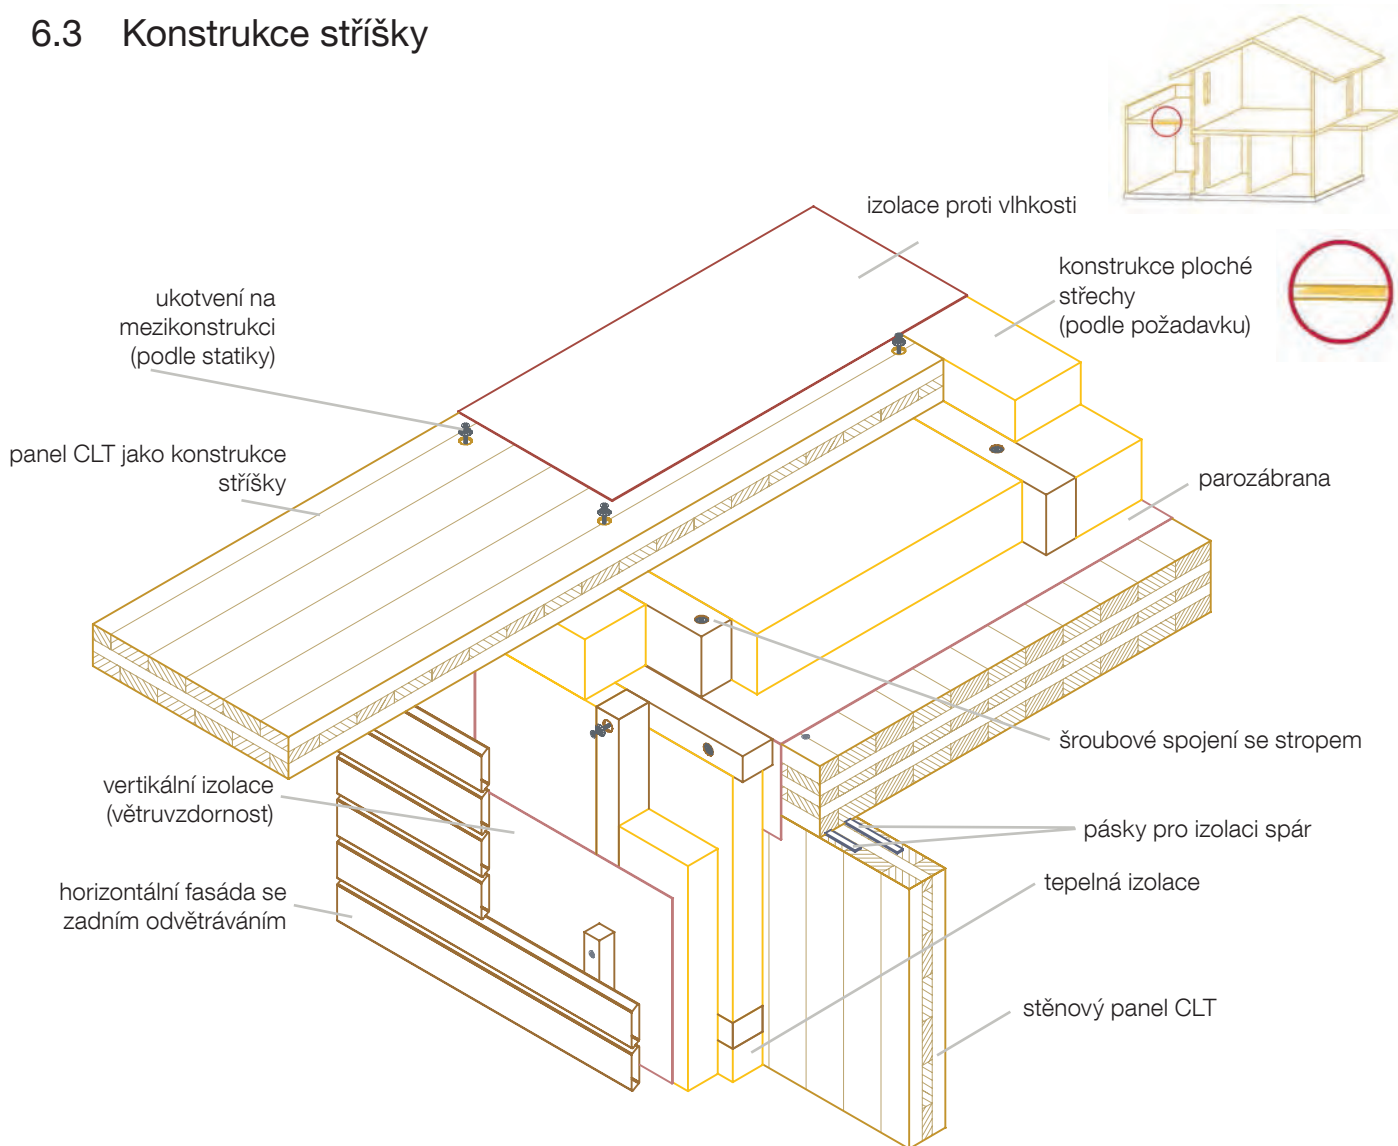 6.3 Konstrukce stříšky
izolace proti vlhkosti
konstrukce ploché
střechy
(podle požadavku)
ukotvení na
mezikonstrukci
(podle statiky)
panel CLT jako konstrukce
stříšky
parozábrana
šroubové spojení se stropem
vertikální izolace
(větruvzdornost)
pásky pro izolaci spár
horizontální fasáda se
zadním odvětráváním
tepelná izolace
stěnový panel CLT